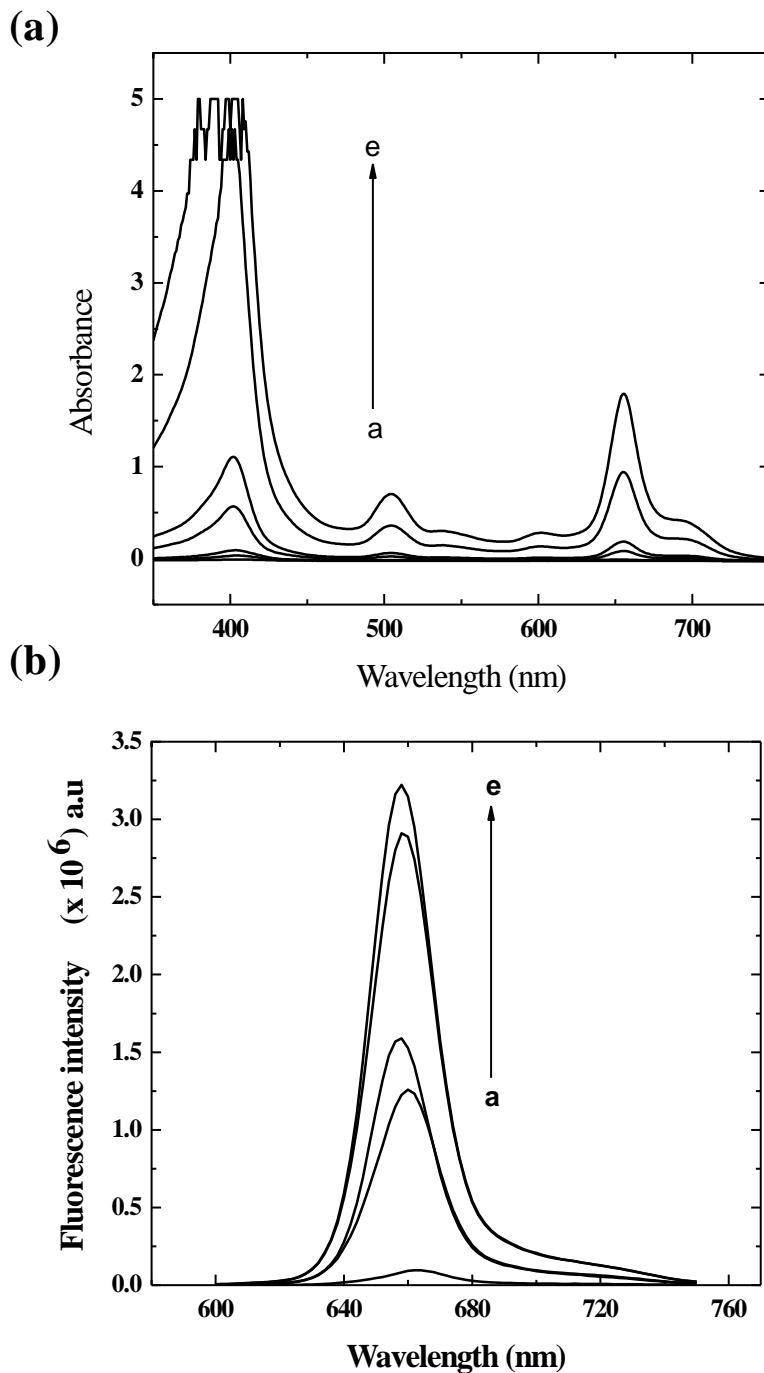 (a)
5
4
3
2
1
0
Absorbance
e
a
400 500 600 700
Wavelength (nm)
(b)
3.5
3.0
2.5
2.0
1.5
1.0
0.5
0.0
Fluorescence intensity (x 10^6) a.u
e
a
600 640 680 720 760
Wavelength (nm)